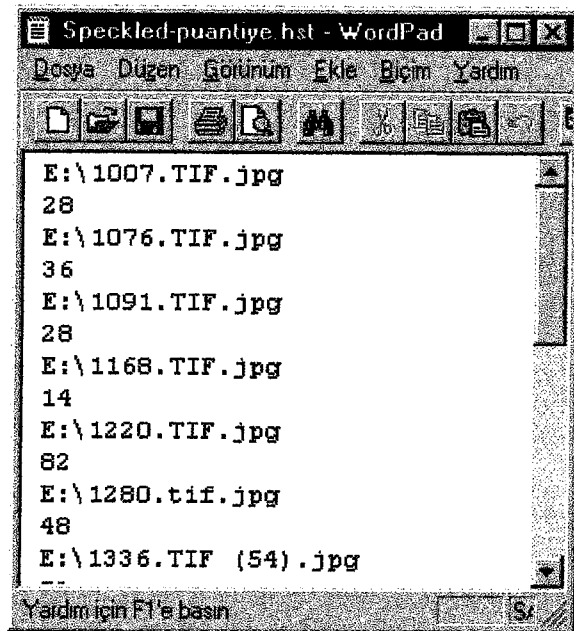 Speckled-puantiye.hst - WordPad
Dosya Düzen Görünüm Ekle Biçim Yardım
E:\1007.TIF.jpg
28
E:\1076.TIF.jpg
36
E:\1091.TIF.jpg
28
E:\1168.TIF.jpg
14
E:\1220.TIF.jpg
82
E:\1280.tif.jpg
48
E:\1336.TIF (54).jpg
Yardım için F1'e basın